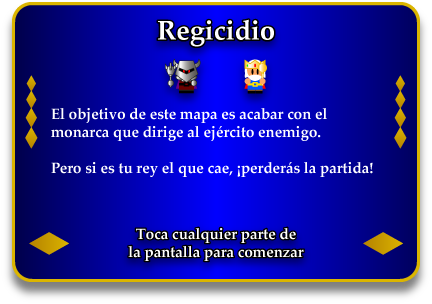 Regicidio
El objetivo de este mapa es acabar con el
monarca que dirige al ejército enemigo.
Pero si es tu rey el que cae, ¡perderás la partida!
Toca cualquier parte de
la pantalla para comenzar